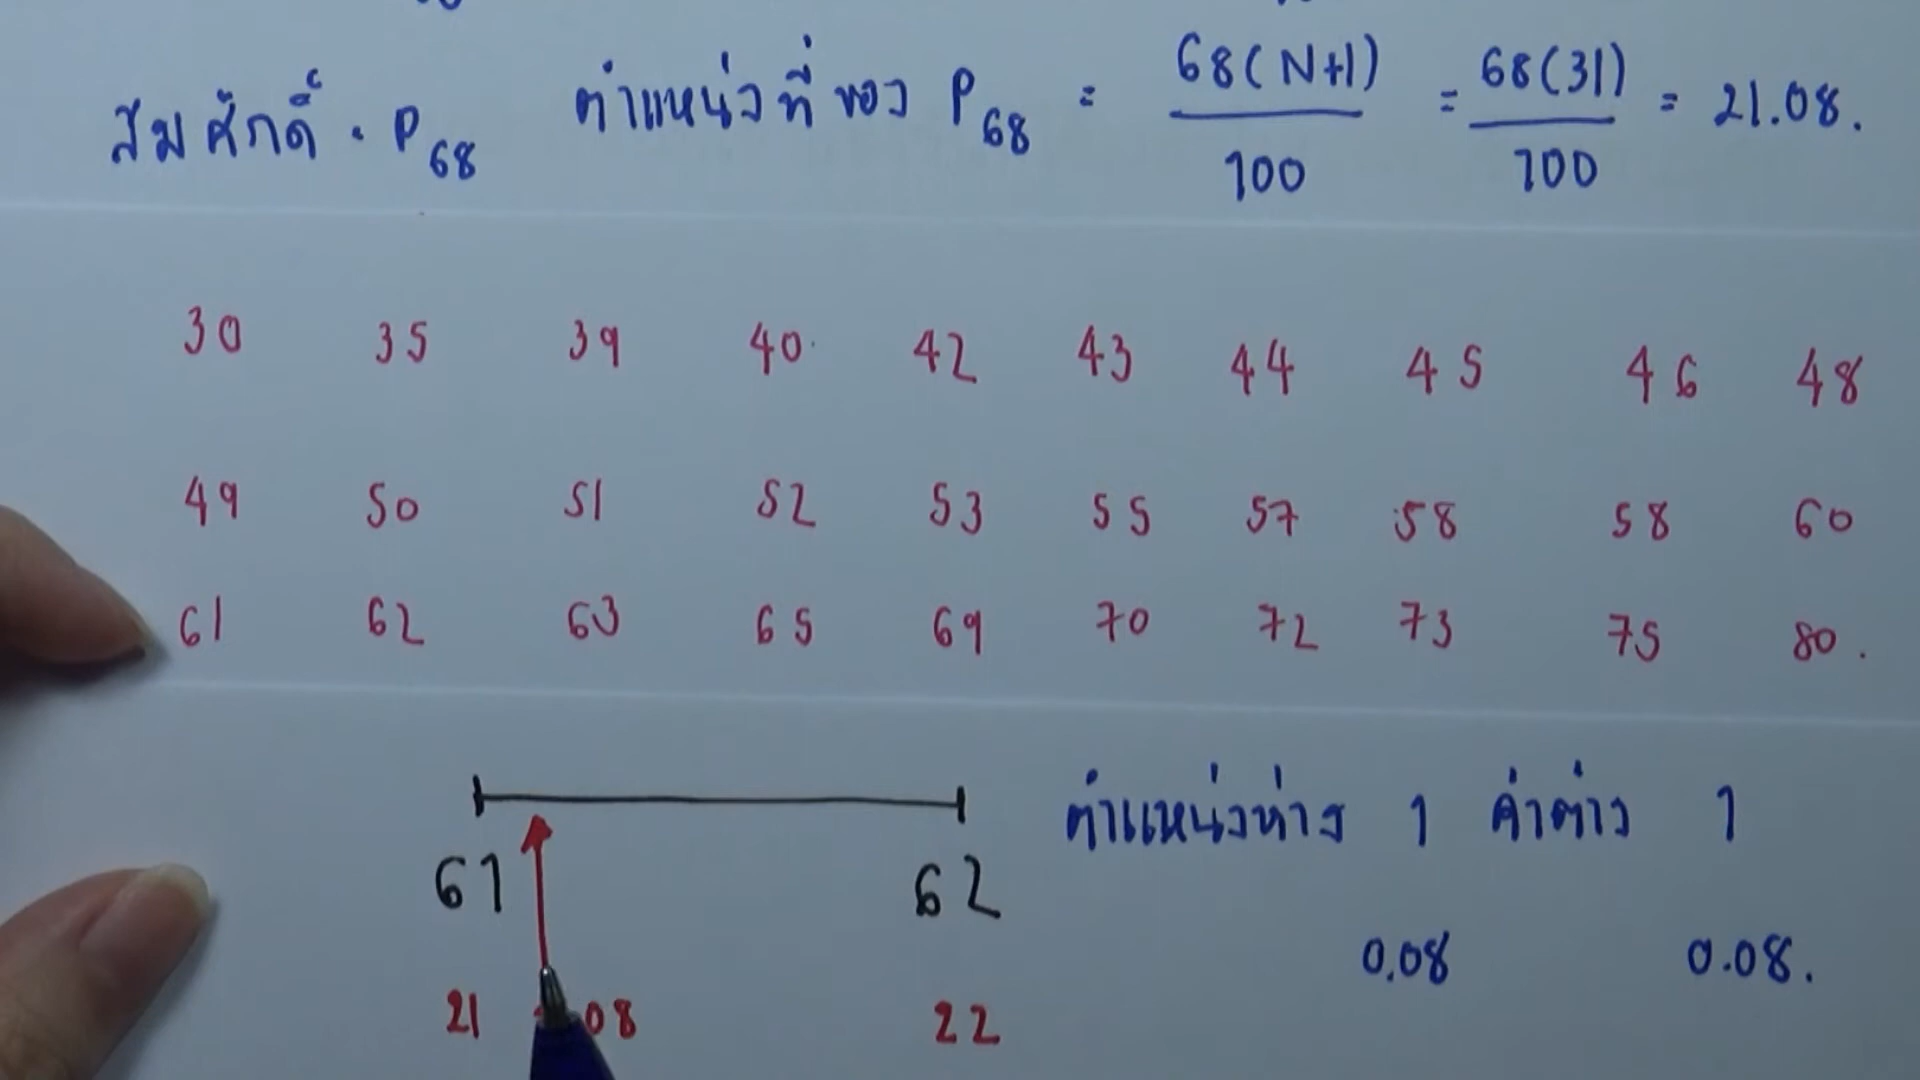 สมศักดิ์ · P68 ตำแหน่งที่ของ P68 = 68(N+1)/100 = 68(31)/100 = 21.08.
30 35 39 40 42 43 44 45 46 48
49 50 51 52 53 55 57 58 58 60
61 62 63 65 69 70 72 73 75 80.
ตำแหน่งห่าง 1 ค่าต่าง 1
61 62
0.08 0.08.
21 08 22